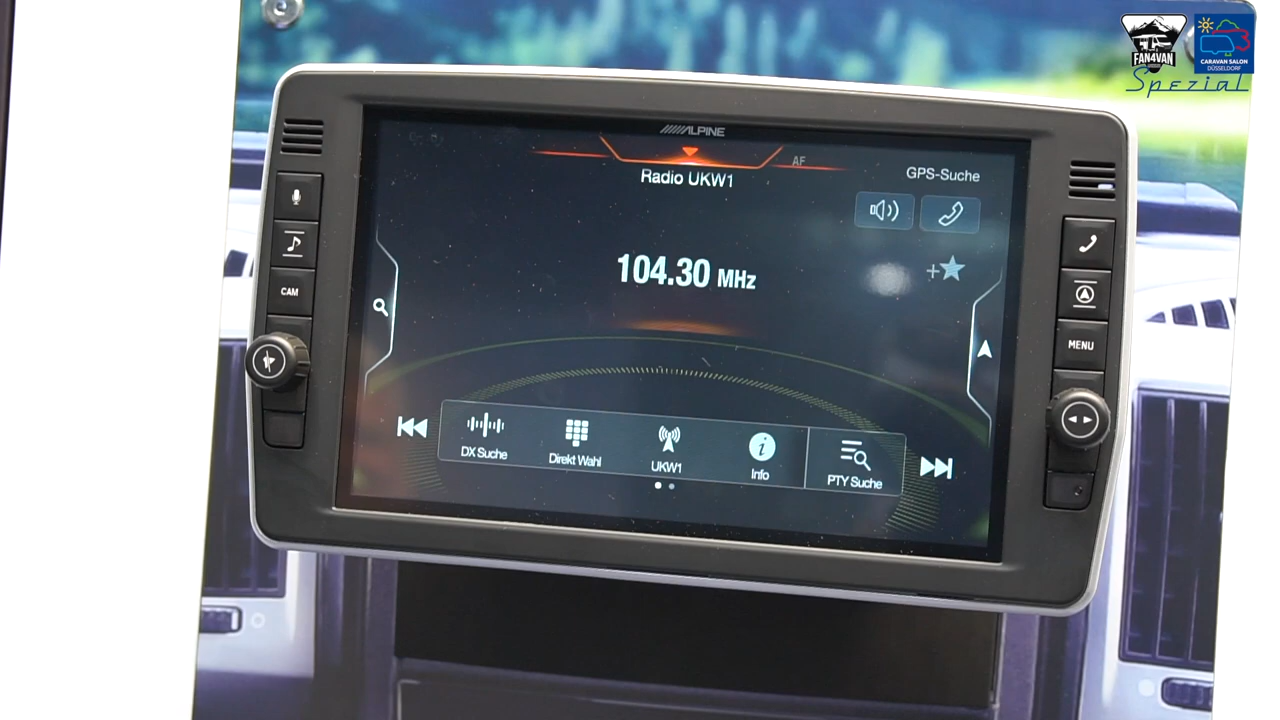 FAN4VAN
CARAVAN SALON
DÜSSELDORF
Spezial
ALPINE
AF
Radio UKW1
GPS-Suche
CAM
104.30 MHz
MENU
DX Suche
Direkt Wahl
UKW1
Info
PTY Suche